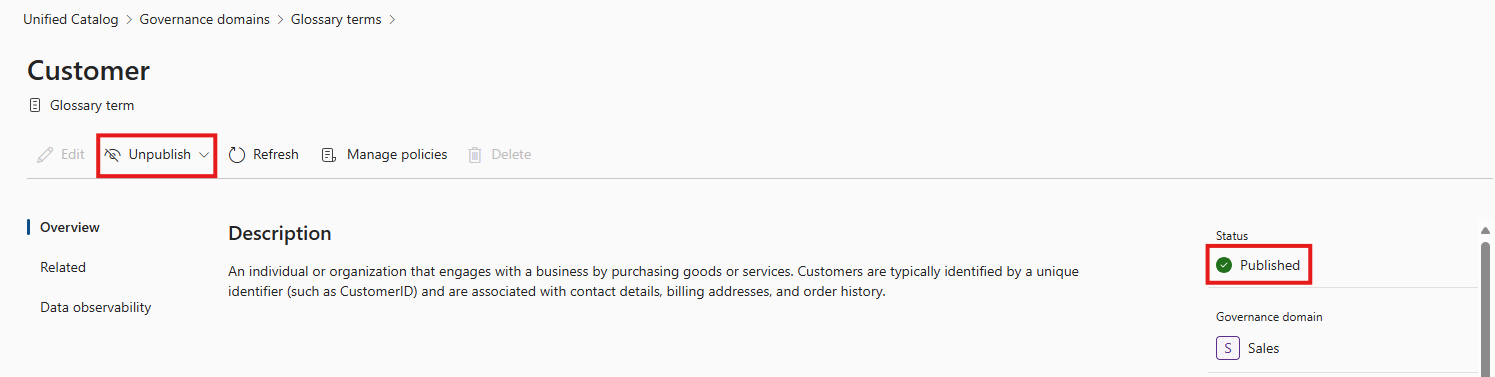 Unified Catalog > Governance domains > Glossary terms >
Customer
Glossary term
Edit Unpublish Refresh Manage policies Delete
Overview
Related
Data observability
Description
An individual or organization that engages with a business by purchasing goods or services. Customers are typically identified by a unique
identifier (such as CustomerID) and are associated with contact details, billing addresses, and order history.
Status
Published
Governance domain
S Sales